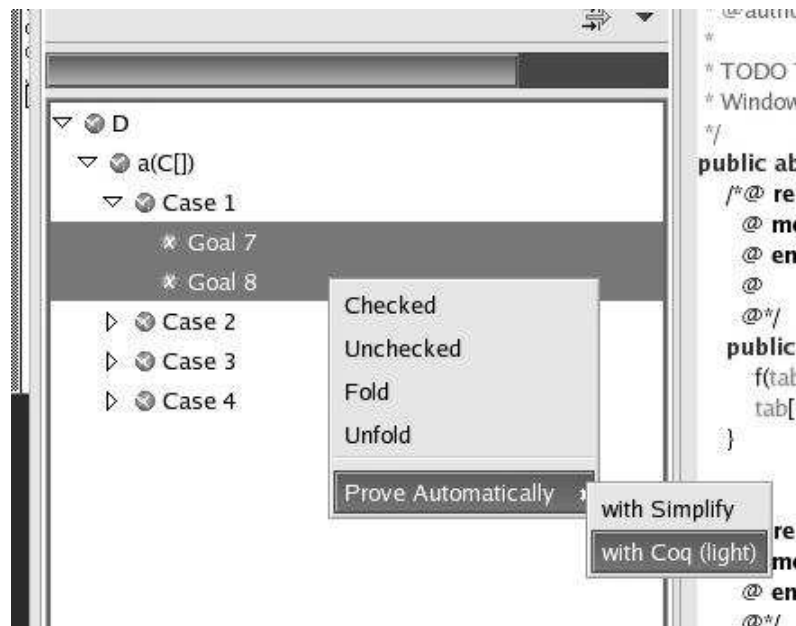 D
a(C[])
Case 1
Goal 7
Goal 8
Case 2
Case 3
Case 4
Checked
Unchecked
Fold
Unfold
Prove Automatically
with Simplify
with Coq (light)
*
* TODO
* Window
*/
public ab
/*@ re
@ mo
@ en
@
@*/
public
f(tab
tab[
}
re
mo
@ en
@*/